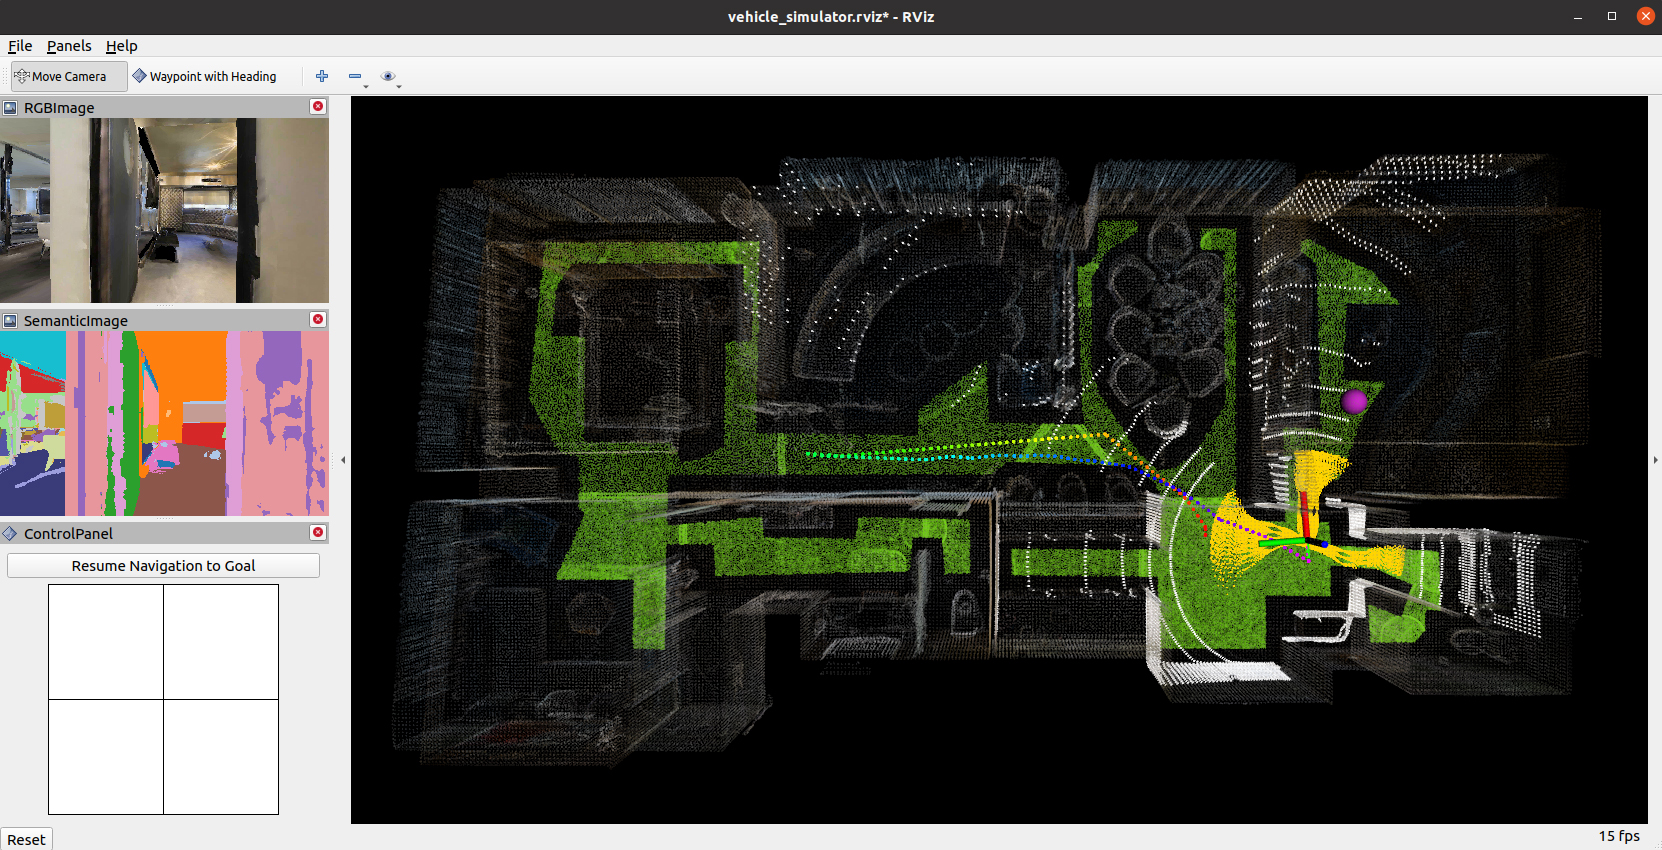 vehicle_simulator.rviz* - RViz
File Panels Help
Move Camera Waypoint with Heading
RGBImage
SemanticImage
ControlPanel
Resume Navigation to Goal
Reset
15 fps